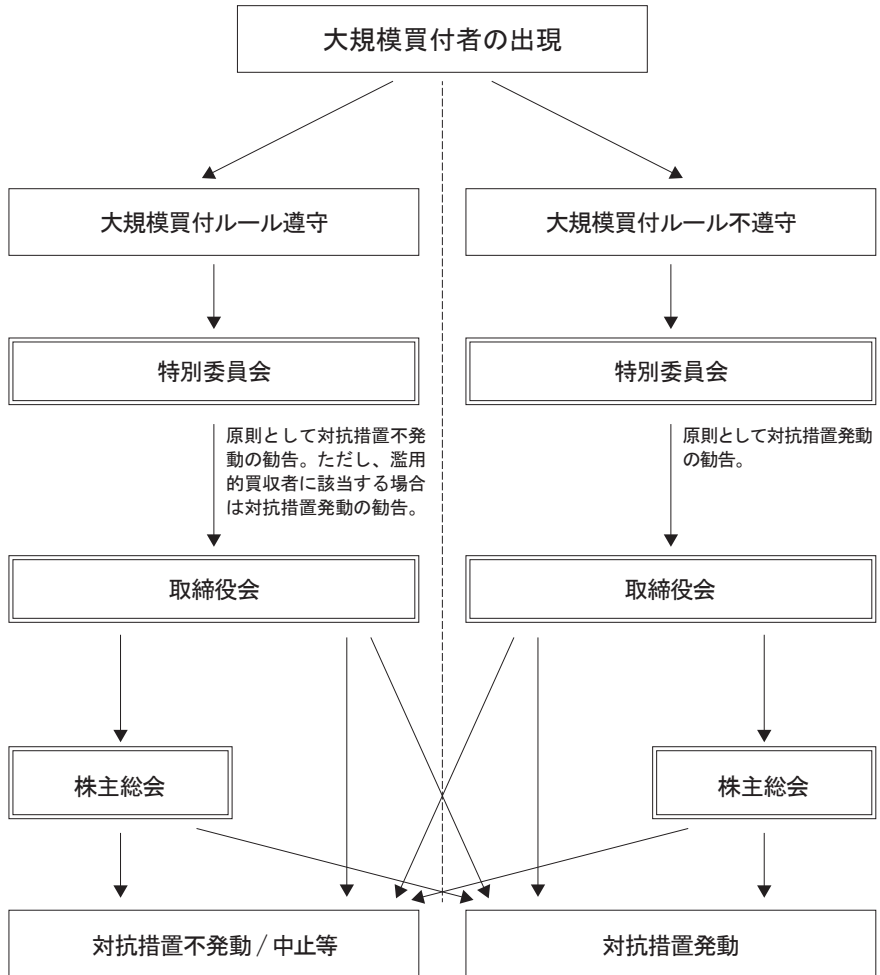 大規模買付者の出現
大規模買付ルール遵守
大規模買付ルール不遵守
特別委員会
特別委員会
原則として対抗措置不発
動の勧告。ただし、濫用
的買収者に該当する場合
は対抗措置発動の勧告。
原則として対抗措置発動
の勧告。
取締役会
取締役会
株主総会
株主総会
対抗措置不発動 / 中止等
対抗措置発動